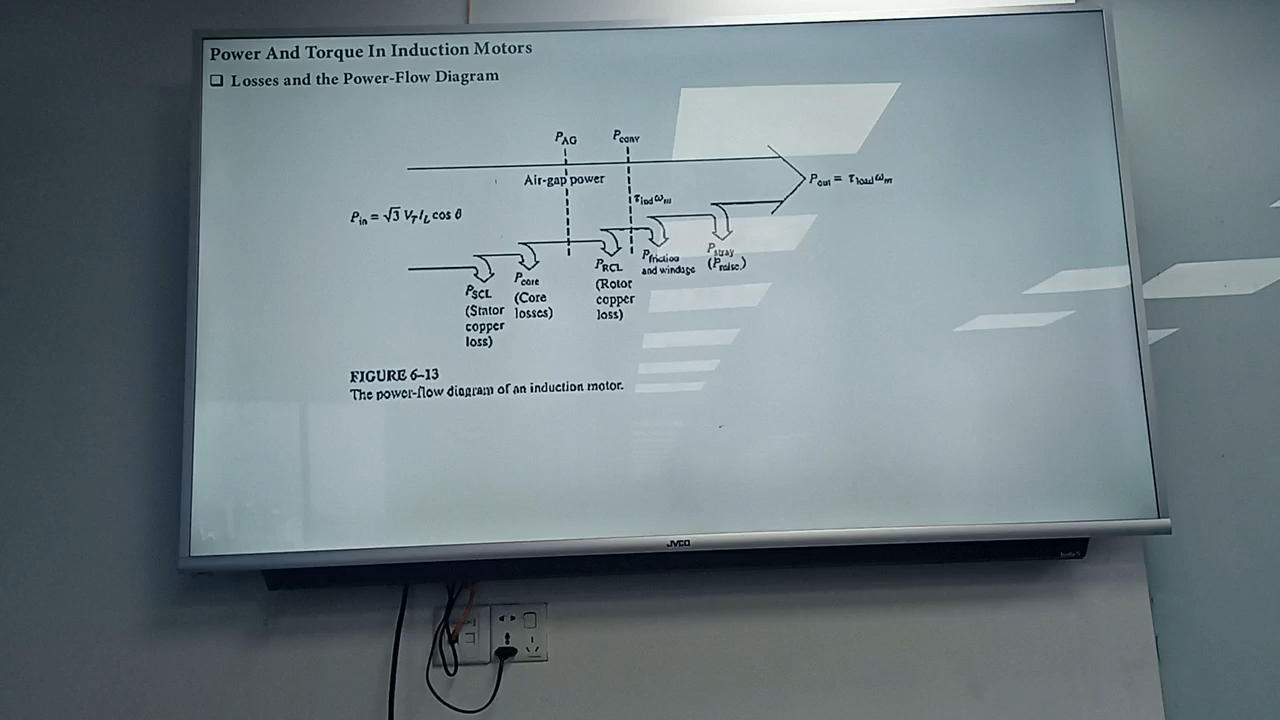 Power And Torque In Induction Motors
❑ Losses and the Power-Flow Diagram
P_AG
P_conv
Air-gap power
P_out = τ_load ω_m
τ_ind ω_m
P_in = √3 V_T I_L cos θ
P_SCL
(Stator
copper
loss)
P_core
(Core
losses)
P_RCL
(Rotor
copper
loss)
P_friction
and windage
P_stray
(P_misc.)
FIGURE 6–13
The power-flow diagram of an induction motor.
JVCO